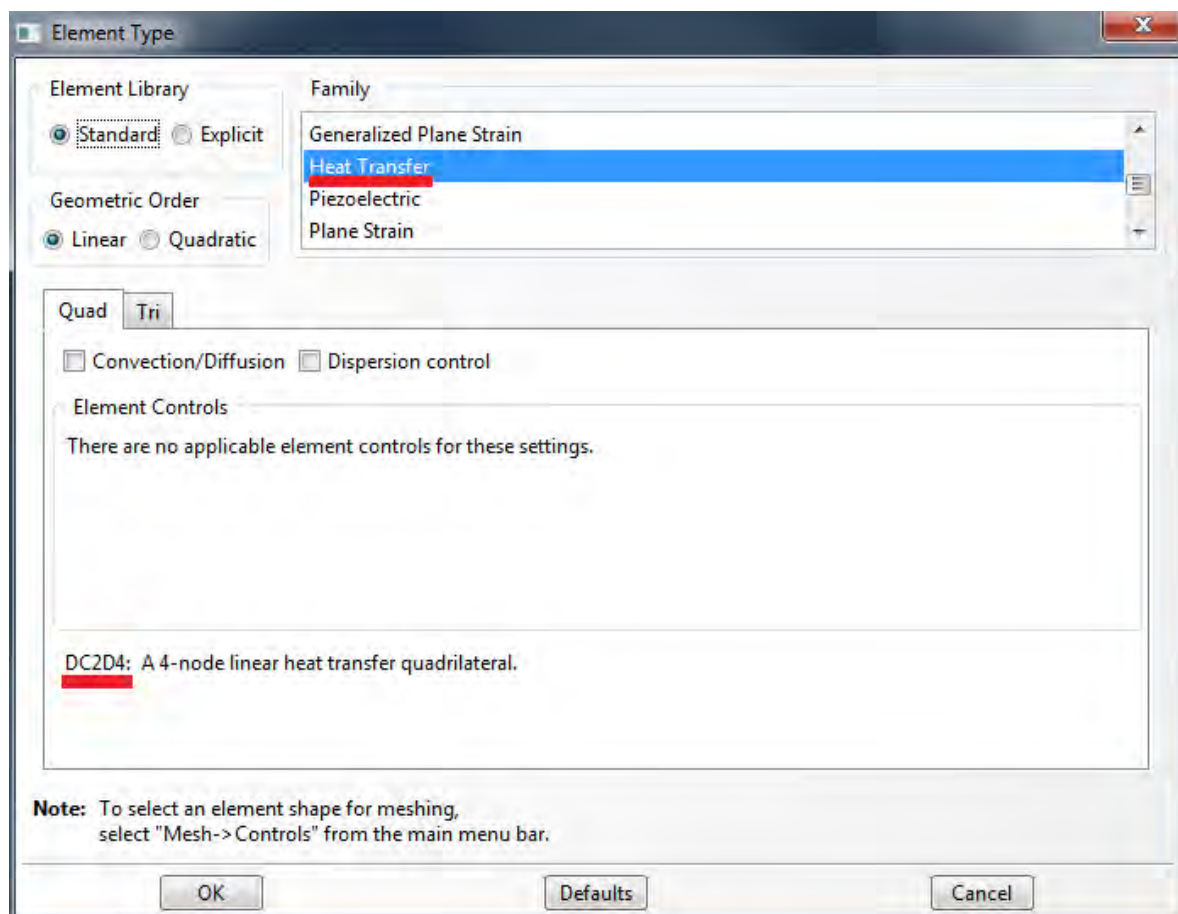 Element Type
Element Library
Family
Standard Explicit
Generalized Plane Strain
Heat Transfer
Piezoelectric
Plane Strain
Geometric Order
Linear Quadratic
Quad Tri
Convection/Diffusion Dispersion control
Element Controls
There are no applicable element controls for these settings.
DC2D4: A 4-node linear heat transfer quadrilateral.
Note: To select an element shape for meshing,
select "Mesh->Controls" from the main menu bar.
OK Defaults Cancel